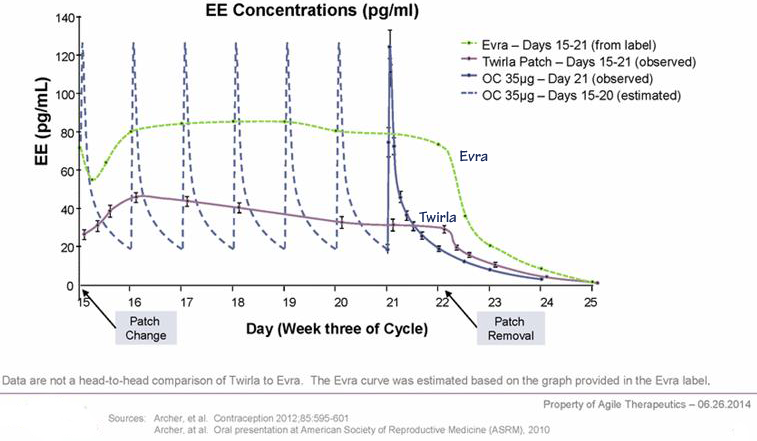 EE Concentrations (pg/ml)
140
120
100
80
60
40
20
0
EE (pg/mL)
Evra – Days 15-21 (from label)
Twirla Patch – Days 15-21 (observed)
OC 35µg – Day 21 (observed)
OC 35µg – Days 15-20 (estimated)
Evra
Twirla
15 16 17 18 19 20 21 22 23 24 25
Patch
Change
Day (Week three of Cycle)
Patch
Removal
Data are not a head-to-head comparison of Twirla to Evra. The Evra curve was estimated based on the graph provided in the Evra label.
Property of Agile Therapeutics – 06.26.2014
Sources: Archer, et al. Contraception 2012;85:595-601
Archer, at al: Oral presentation at American Society of Reproductive Medicine (ASRM), 2010